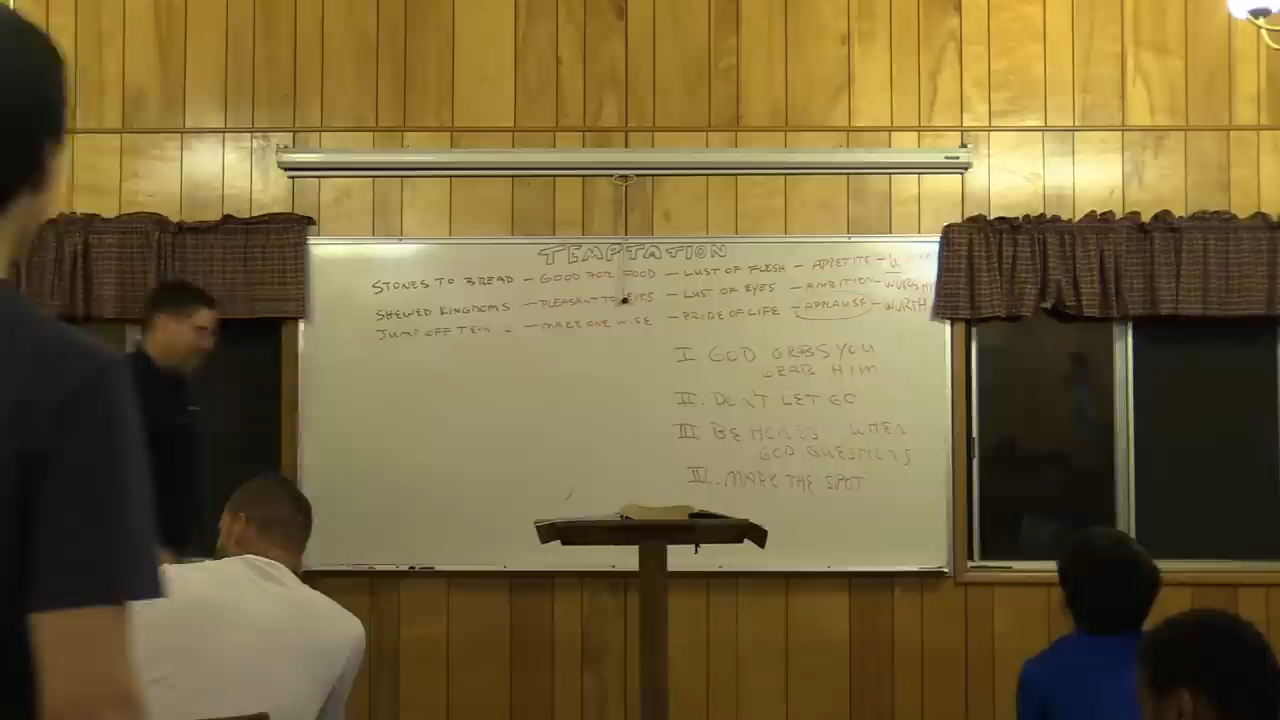 TEMPTATION
STONES TO BREAD - GOOD FOR FOOD - LUST OF FLESH - APPETITE -
SHEWED KINGDOMS - PLEASANT TO EYES - LUST OF EYES - AMBITION -
JUMP OFF TEM - MAKE ONE WISE - PRIDE OF LIFE - APPLAUSE - WORTH
I GOD GRABS YOU
GRAB HIM
II. DON'T LET GO
III BE HONEST WHEN
GOD QUESTIONS
IV. MARK THE SPOT